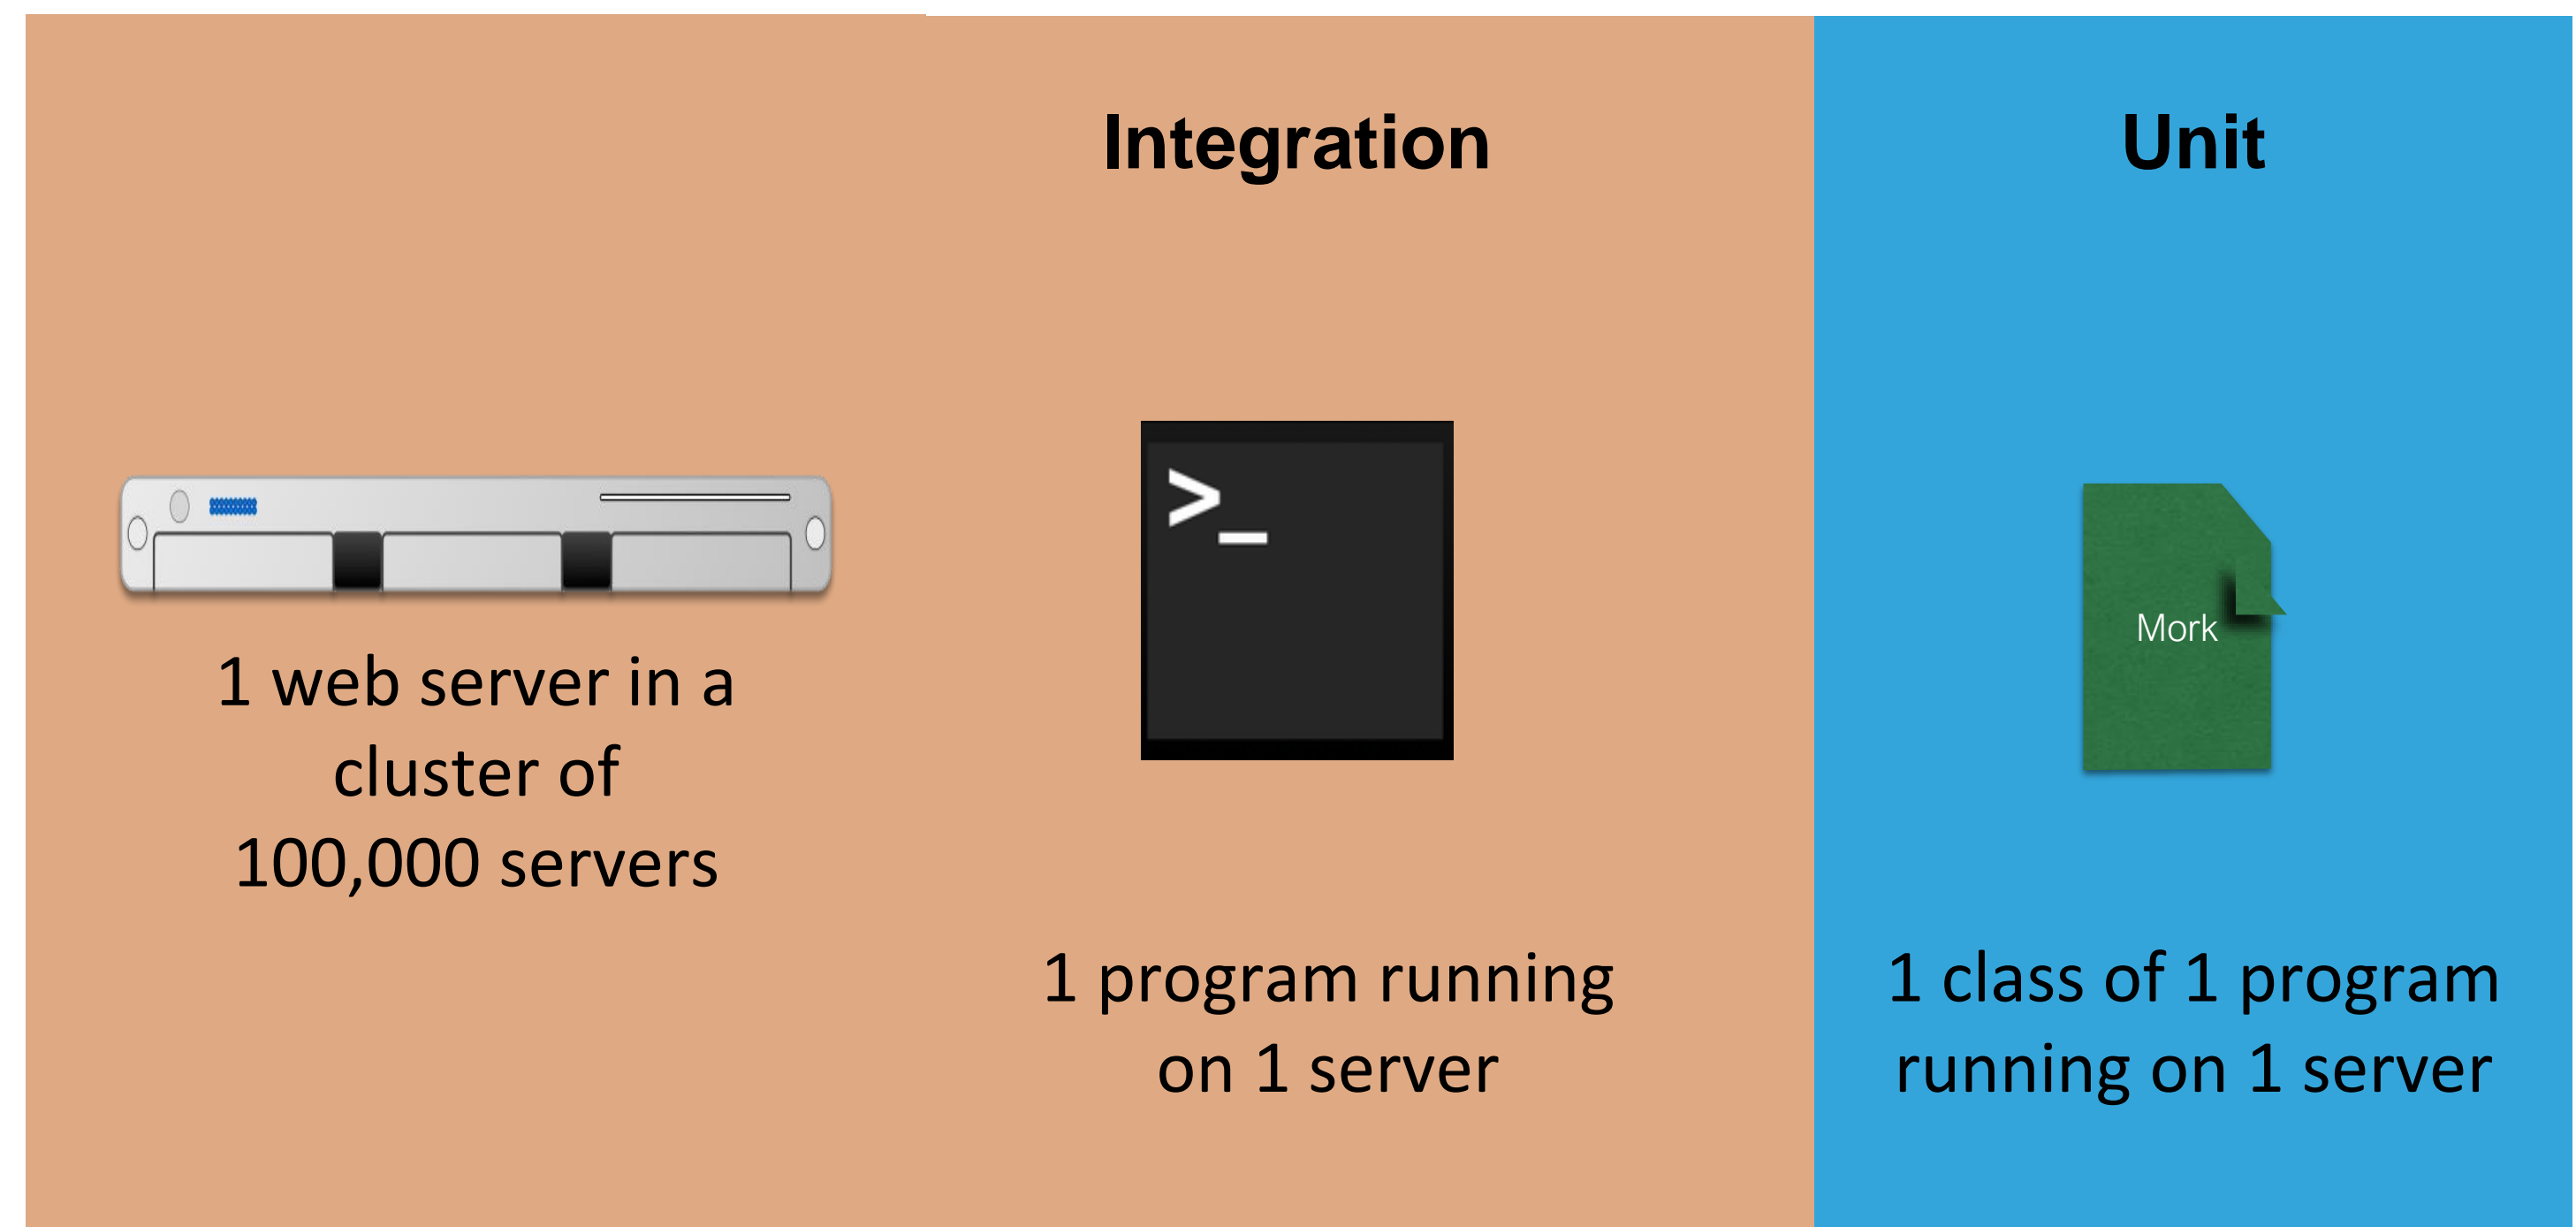 Integration
Unit
>_
1 web server in a
cluster of
100,000 servers
1 program running
on 1 server
Mork
1 class of 1 program
running on 1 server